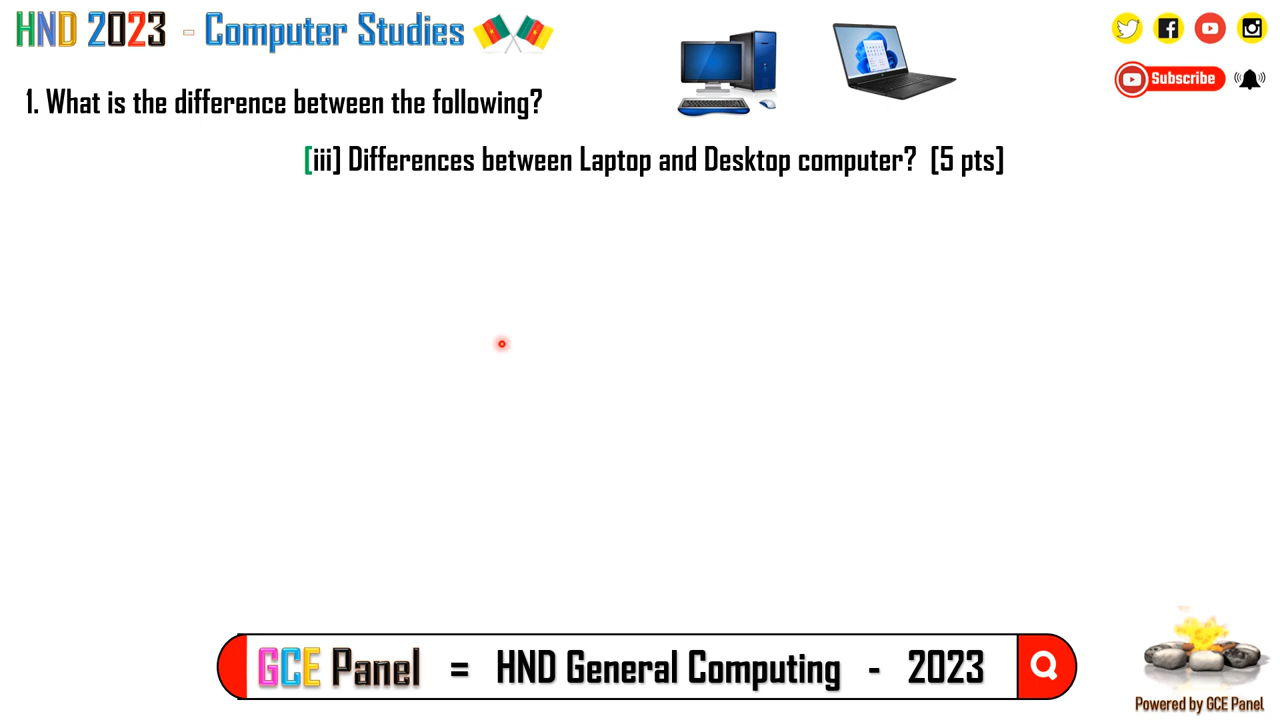 HND 2023 - Computer Studies
Subscribe
1. What is the difference between the following?
[iii] Differences between Laptop and Desktop computer? [5 pts]
GCE Panel = HND General Computing - 2023
Powered by GCE Panel